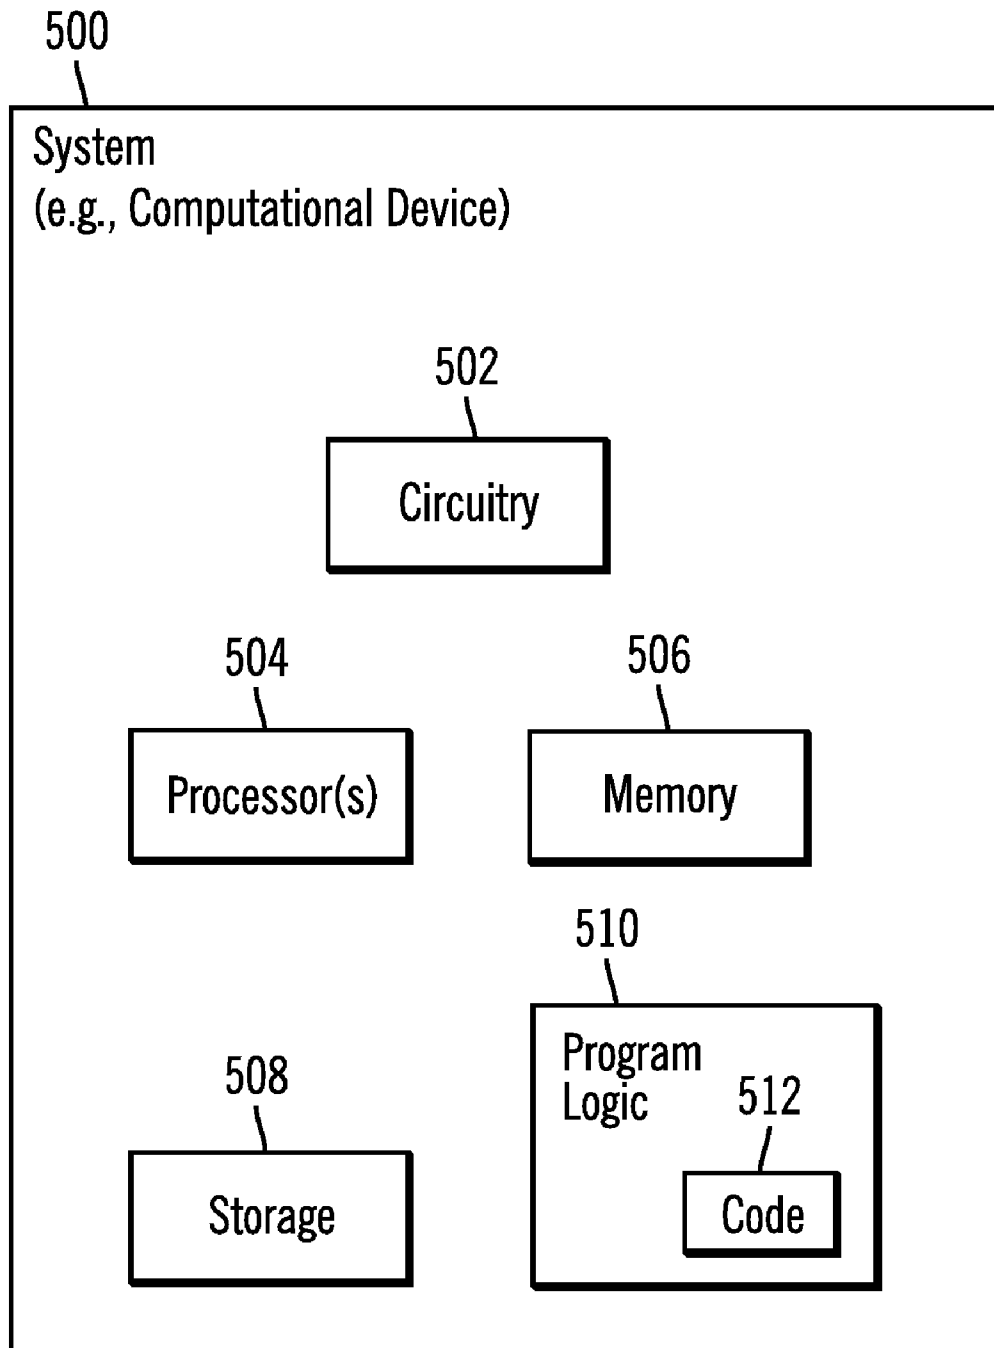 500
System
(e.g., Computational Device)
502
Circuitry
504
506
Processor(s)
Memory
510
Program
Logic
508
512
Storage
Code